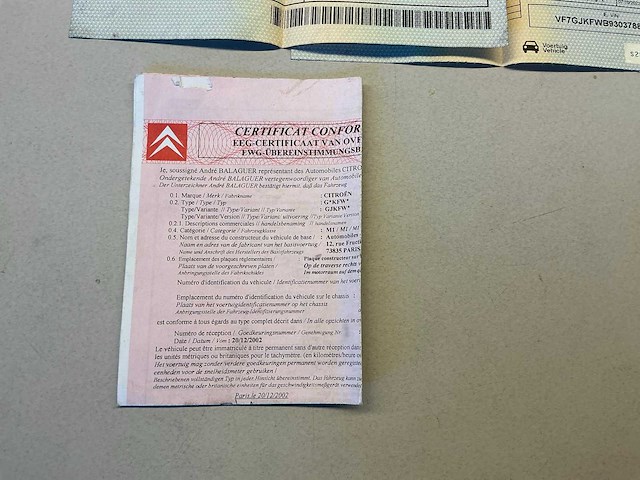 VF7GJKFWB9303788
Voertuig
Vehicle
CERTIFICAT CONFOR
EEG-CERTIFICAAT VAN OVE
EWG-ÜBEREINSTIMMUNGSB
Je, soussigné André BALAGUER représentant des Automobiles CITRO
Ondergetekende André BALAGUER vertegenwoordiger van Automobiele
Der Unterzeichner André BALAGUER bestätigt hiermit, daß das Fahrzeug
0.1. Marque / Merk / Fabrikname : CITROËN
0.2. Type / Type / Typ : G*KFW*
Type/Variante // Type/Variant // Typ/Variante : GJKFW*
Type/Variante/Version // Type/Variant/ uitvoering // Typ/Variante/Version
0.2.1. Descriptions commerciales // handelsbenaming // handelsnamen
0.4. Catégorie / Categorie / Fahrzeugklasse : M1 / M1 / M1
0.5. Nom et adresse du constructeur du véhicule de base / : Automobiles
Naam en adres van de fabrikant van het basisvoertuig / 12, rue Fructi
Name und Anschrift des Herstellers des Basisfahrzeugs 75835 PARIS
0.6 Emplacement des plaques réglementaires Plaque constructeur sur
Plaats van de voorgeschreven platen / Op de traverse rechts v
Anbringungsstelle der Fabrikschilder Im motorraum auf dem q
Numéro d'identification du véhicule / Identificatienummer van het
Emplacement du numéro d'identification du véhicule sur le chassis
Plaats van het voertuigidentificatienummer op het chassis
Anbringungsstelle der Fahrzeugidentifizierungsnummer
est conforme à tous égards au type complet décrit dans / In alle opzichten in
Numéro de réception / Goedkeuringsnummer / Genehmigung Nr.
Date / Datum / Vom : 20/12/2002
Le véhicule peut être immatriculé à titre permanent sans d'autre réception dans
les unités métriques ou britanniques pour le tachymètre. (en kilomètres/heure o
Het voertuig mag zonder verdere goedkeuringen permanent worden geregistr
eenheden voor de snelheidsmeter gebruiken /
Beschriebenen vollständigen Typ in jeder Hinsicht übereinstimmt. Das Fahrzeug kann
denen metrische oder britische einheiten für das geschwindigkeitsmeßgerät verwendet
Paris le 20/12/2002